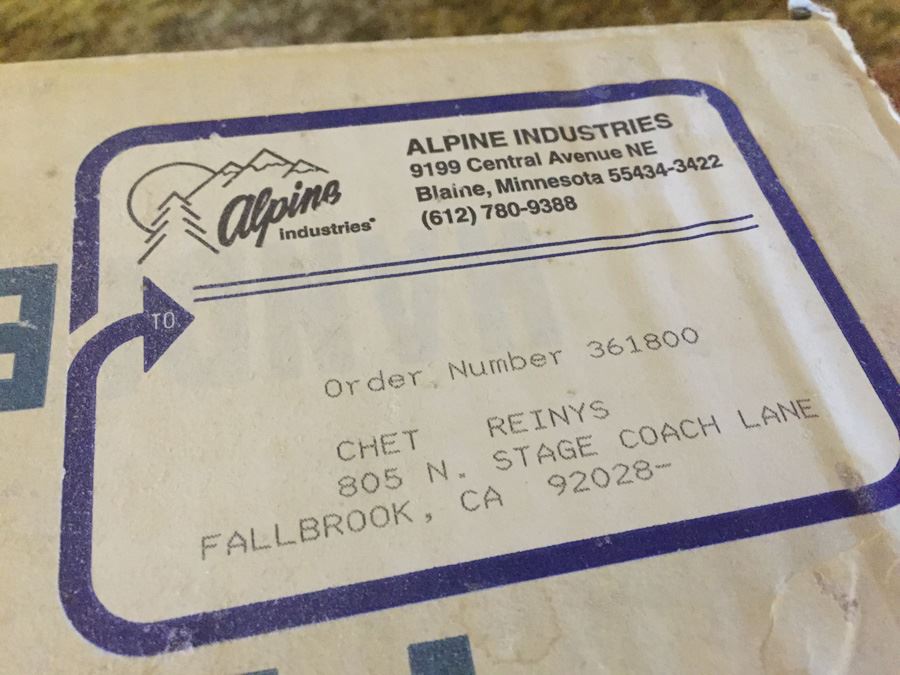 Alpine
industries
ALPINE INDUSTRIES
9199 Central Avenue NE
Blaine, Minnesota 55434-3422
(612) 780-9388
TO
Order Number 361800
CHET REINYS
805 N. STAGE COACH LANE
FALLBROOK, CA 92028-